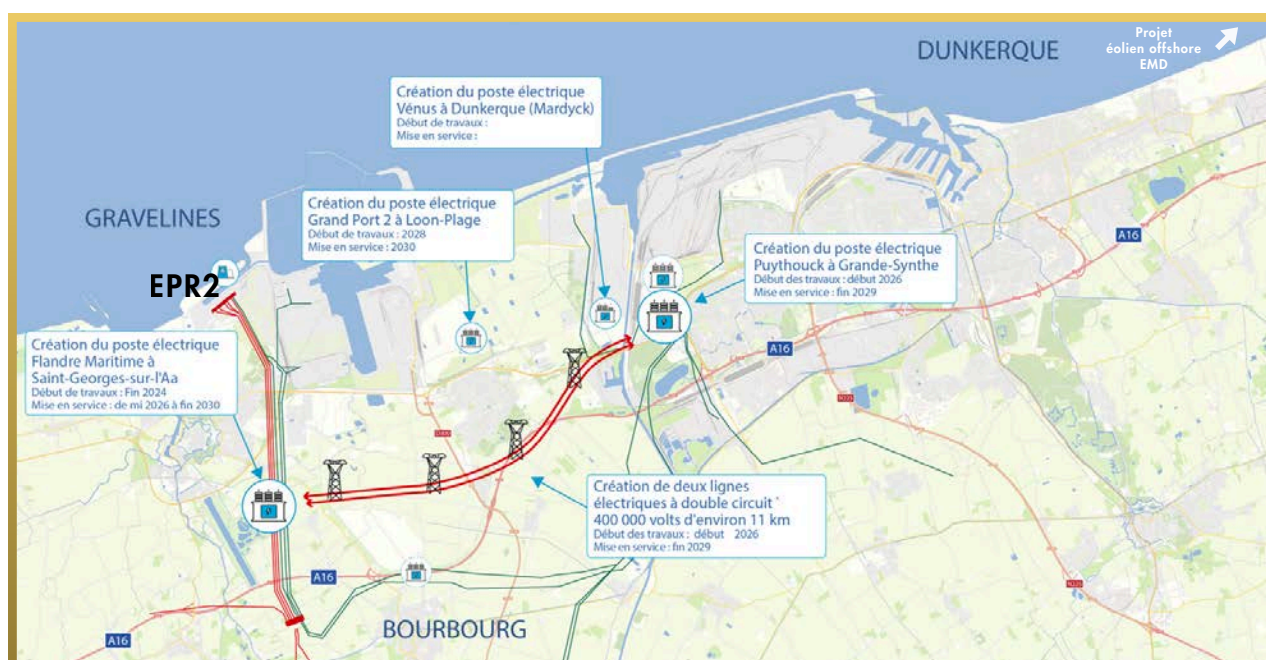 Projet
éolien offshore
EMD
DUNKERQUE
Création du poste électrique
Vénus à Dunkerque (Mardyck)
Début de travaux :
Mise en service :
GRAVELINES
Création du poste électrique
Grand Port 2 à Loon-Plage
Début de travaux : 2028
Mise en service : 2030
A16
Création du poste électrique
Puythouck à Grande-Synthe
Début des travaux : début 2026
Mise en service : fin 2029
EPR2
Création du poste électrique
Flandre Maritime à
Saint-Georges-sur-l'Aa
Début de travaux : Fin 2024
Mise en service : de mi 2026 à fin 2030
A16
Création de deux lignes
électriques à double circuit `
400 000 volts d'environ 11 km
Début des travaux : début 2026
Mise en service : fin 2029
A16
BOURBOURG
A16